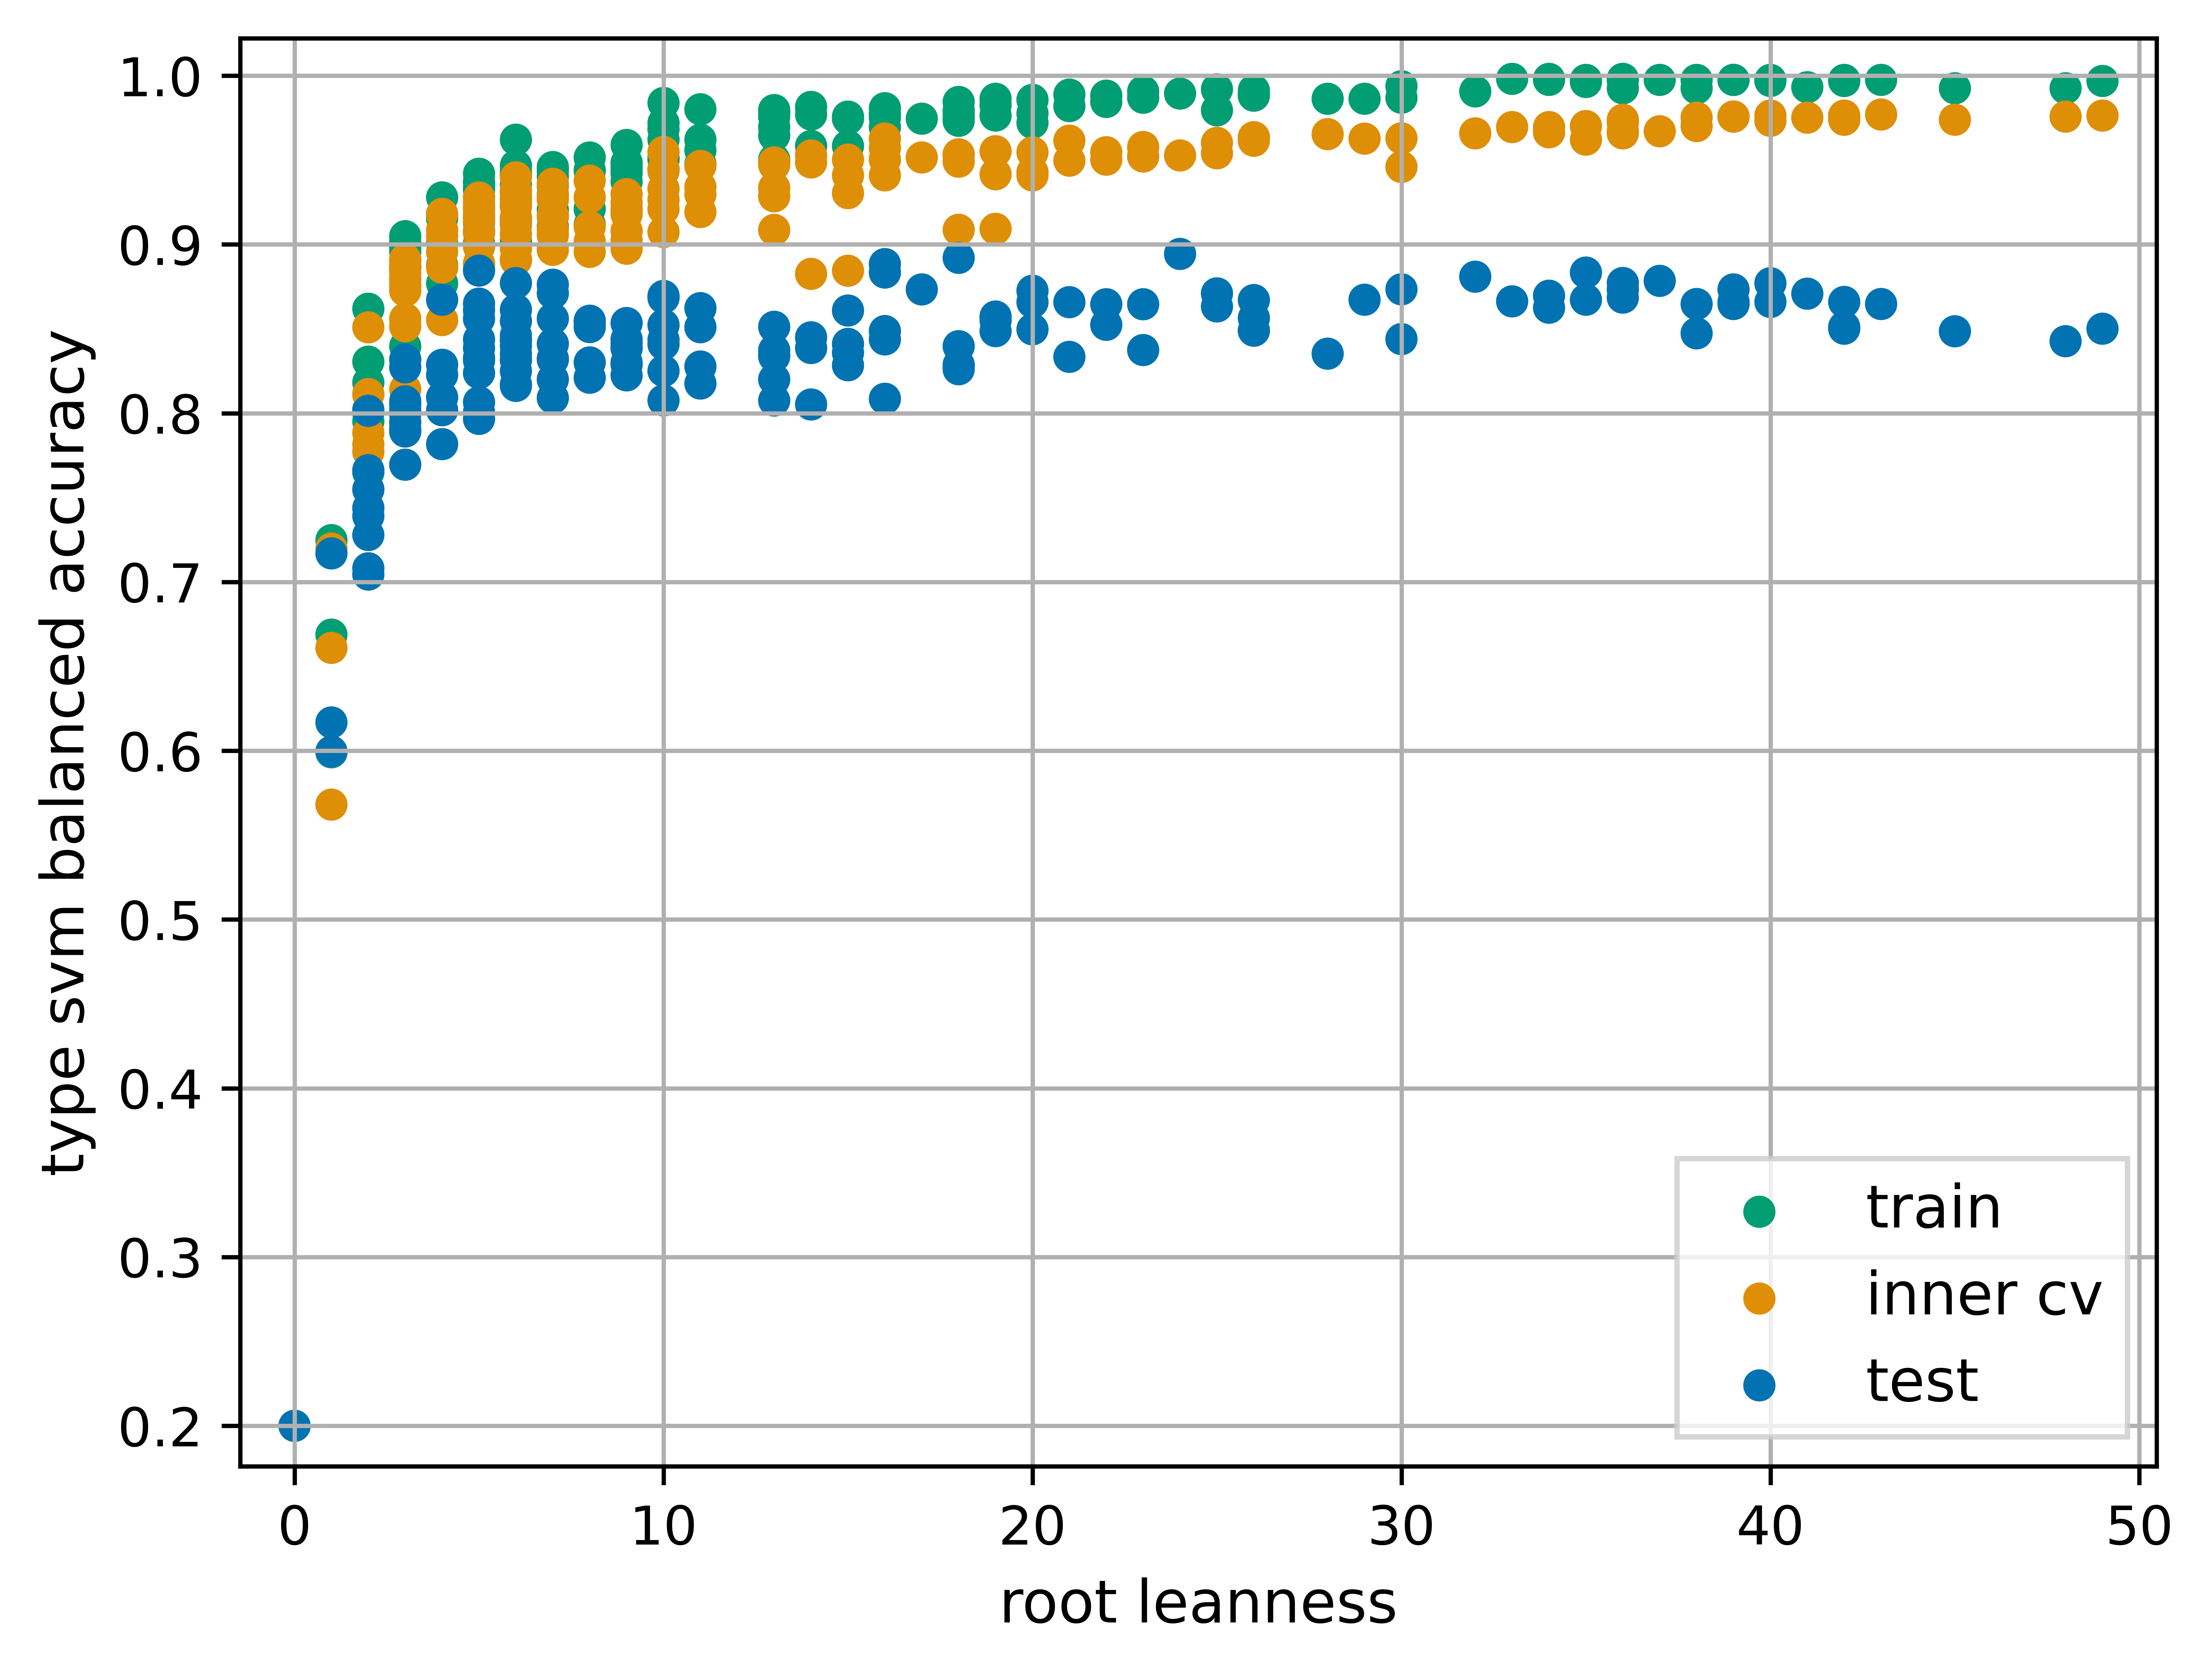 type svm balanced accuracy
1.0
0.9
0.8
0.7
0.6
0.5
0.4
0.3
0.2
train
inner cv
test
0 10 20 30 40 50
root leanness